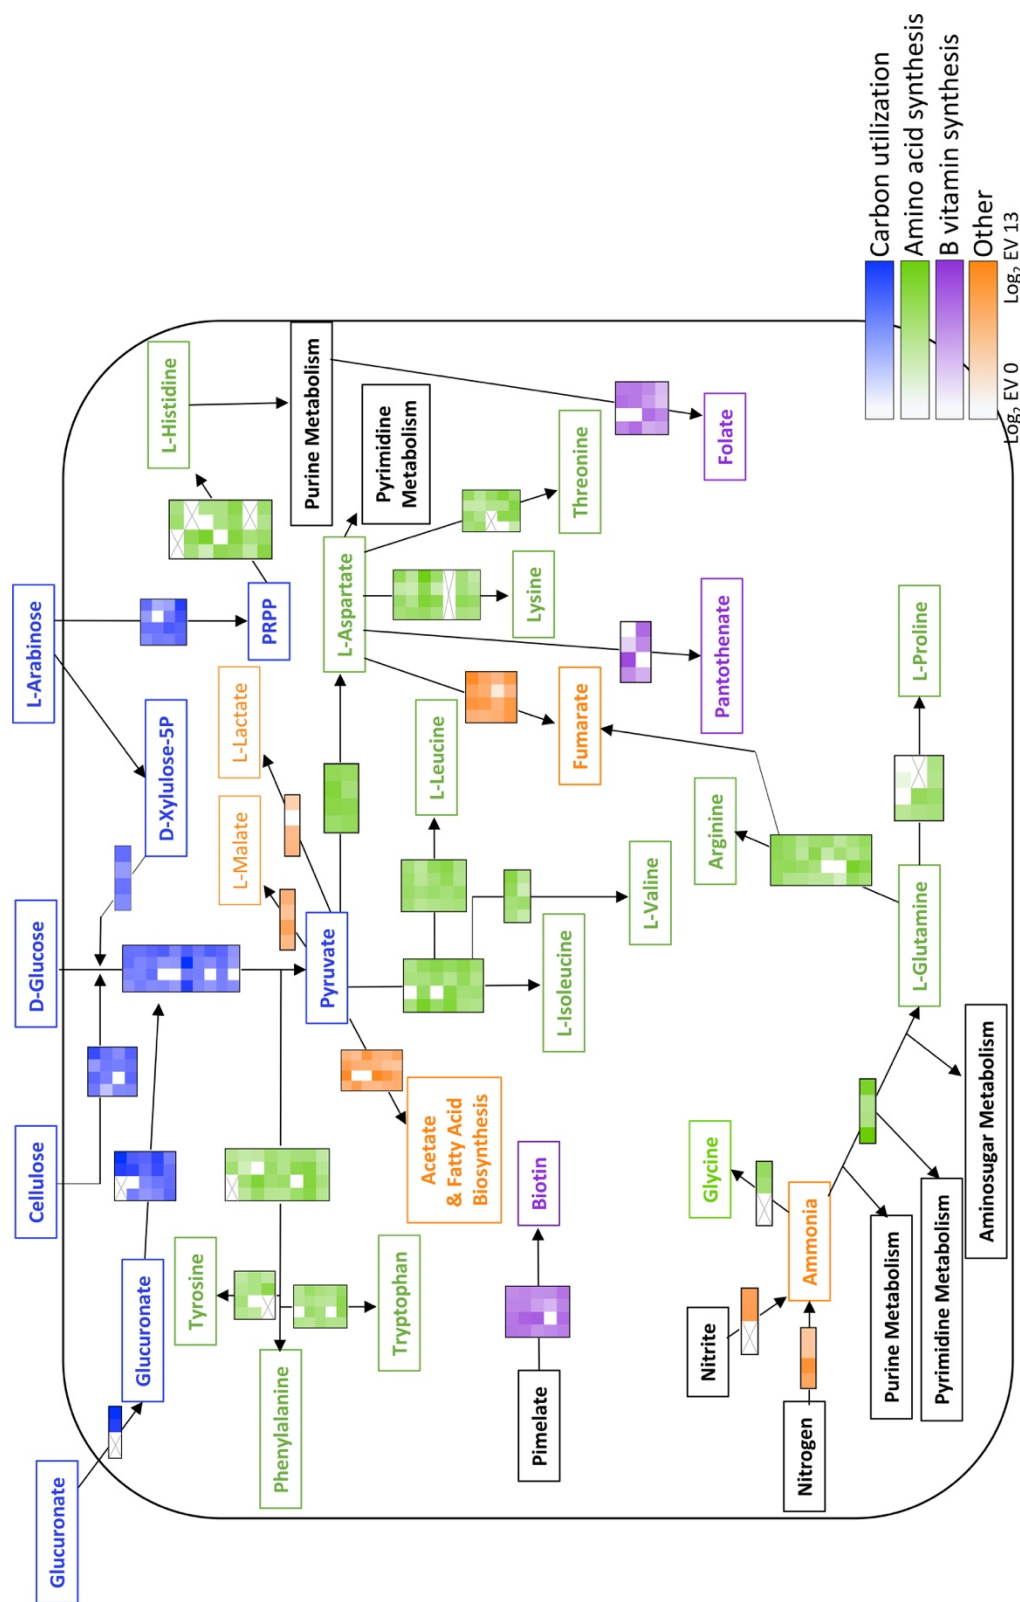 Glucuronate
Cellulose
D-Glucose
L-Arabinose
Glucuronate
D-Xylulose-5P
L-Histidine
Tyrosine
L-Malate
L-Lactate
PRPP
Phenylalanine
Purine Metabolism
Pyruvate
L-Aspartate
Pyrimidine
Metabolism
Tryptophan
Acetate
& Fatty Acid
Biosynthesis
L-Leucine
Lysine
Threonine
Pimelate
Biotin
L-Isoleucine
Fumarate
L-Valine
Pantothenate
Folate
Nitrite
Glycine
Arginine
Nitrogen
Ammonia
L-Glutamine
L-Proline
Purine Metabolism
Pyrimidine Metabolism
Aminosugar Metabolism
Carbon utilization
Amino acid synthesis
B vitamin synthesis
Other
Log₂ EV 0
Log₂ EV 13